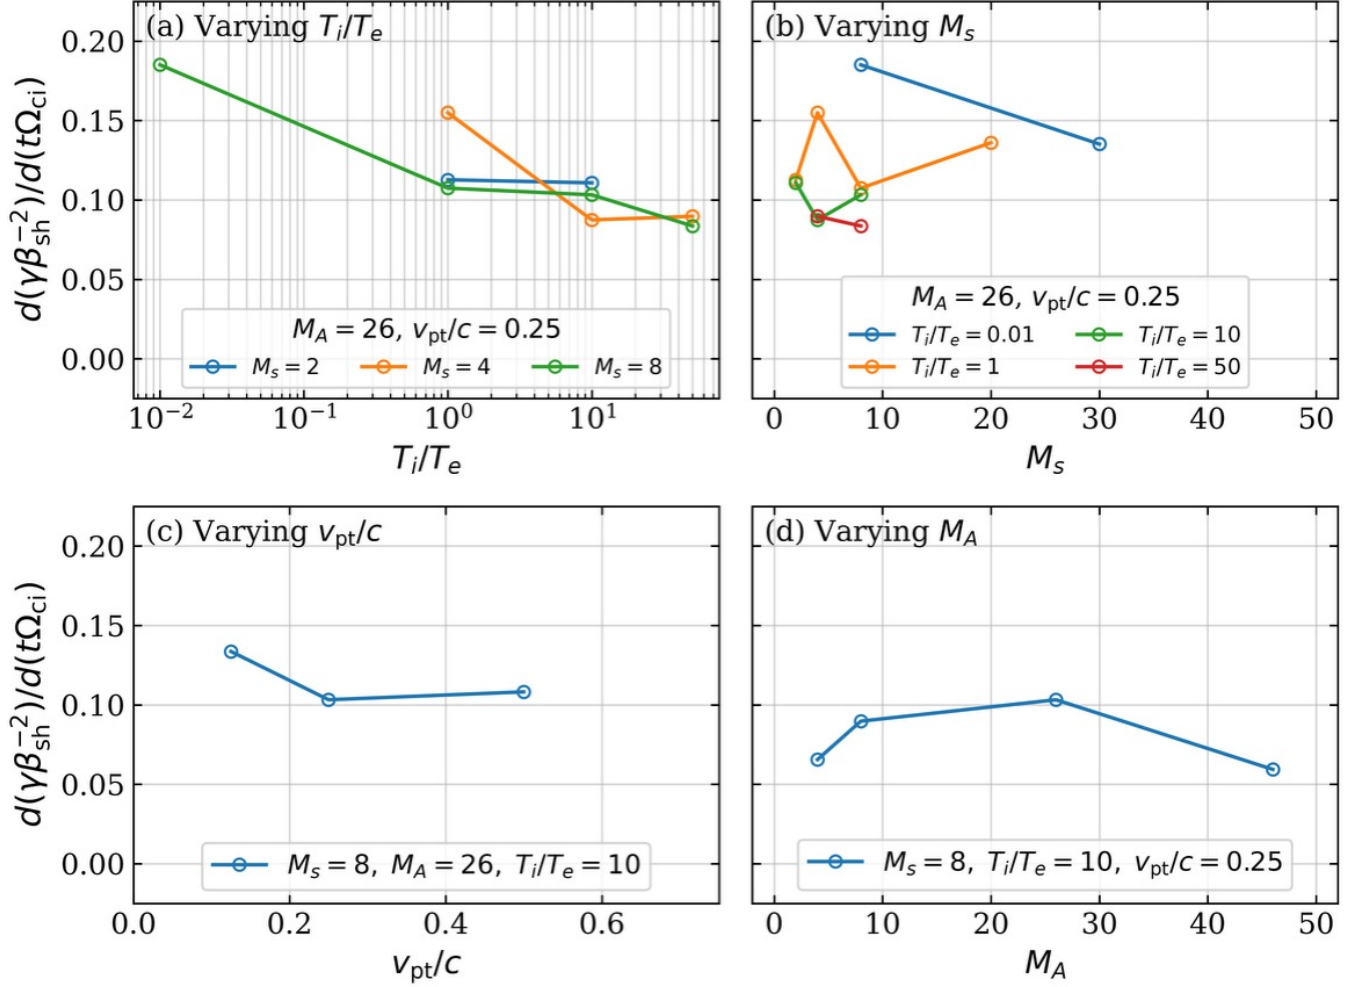 (a) Varying T_i/T_e
d(γβ_sh^−2)/d(tΩ_ci)
0.20
0.15
0.10
0.05
0.00
M_A = 26, v_pt/c = 0.25
M_s = 2 M_s = 4 M_s = 8
10^−2 10^−1 10^0 10^1
T_i/T_e
(b) Varying M_s
M_A = 26, v_pt/c = 0.25
T_i/T_e = 0.01 T_i/T_e = 10
T_i/T_e = 1 T_i/T_e = 50
0 10 20 30 40 50
M_s
(c) Varying v_pt/c
d(γβ_sh^−2)/d(tΩ_ci)
0.20
0.15
0.10
0.05
0.00
M_s = 8, M_A = 26, T_i/T_e = 10
0.0 0.2 0.4 0.6
v_pt/c
(d) Varying M_A
M_s = 8, T_i/T_e = 10, v_pt/c = 0.25
0 10 20 30 40 50
M_A